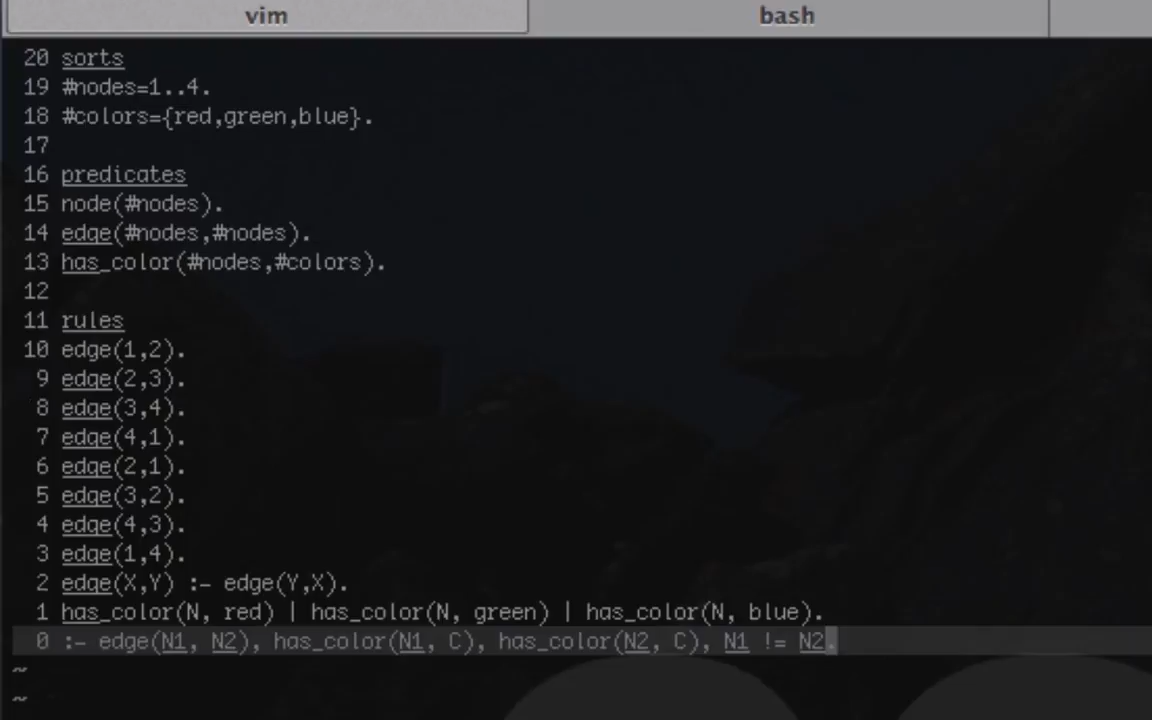 vim bash
20 sorts
19 #nodes=1..4.
18 #colors={red,green,blue}.
17
16 predicates
15 node(#nodes).
14 edge(#nodes,#nodes).
13 has_color(#nodes,#colors).
12
11 rules
10 edge(1,2).
9 edge(2,3).
8 edge(3,4).
7 edge(4,1).
6 edge(2,1).
5 edge(3,2).
4 edge(4,3).
3 edge(1,4).
2 edge(X,Y) :- edge(Y,X).
1 has_color(N, red) | has_color(N, green) | has_color(N, blue).
0 :- edge(N1, N2), has_color(N1, C), has_color(N2, C), N1 != N2.
~
~